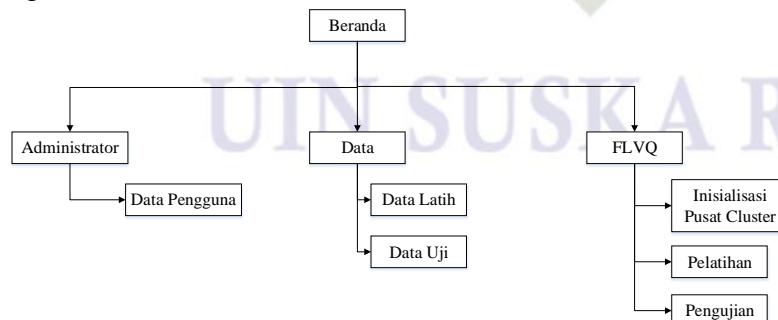 Beranda
UIN SUSKA R
Administrator
Data
FLVQ
Data Pengguna
Data Latih
Inisialisasi
Pusat Cluster
Data Uji
Pelatihan
Pengujian